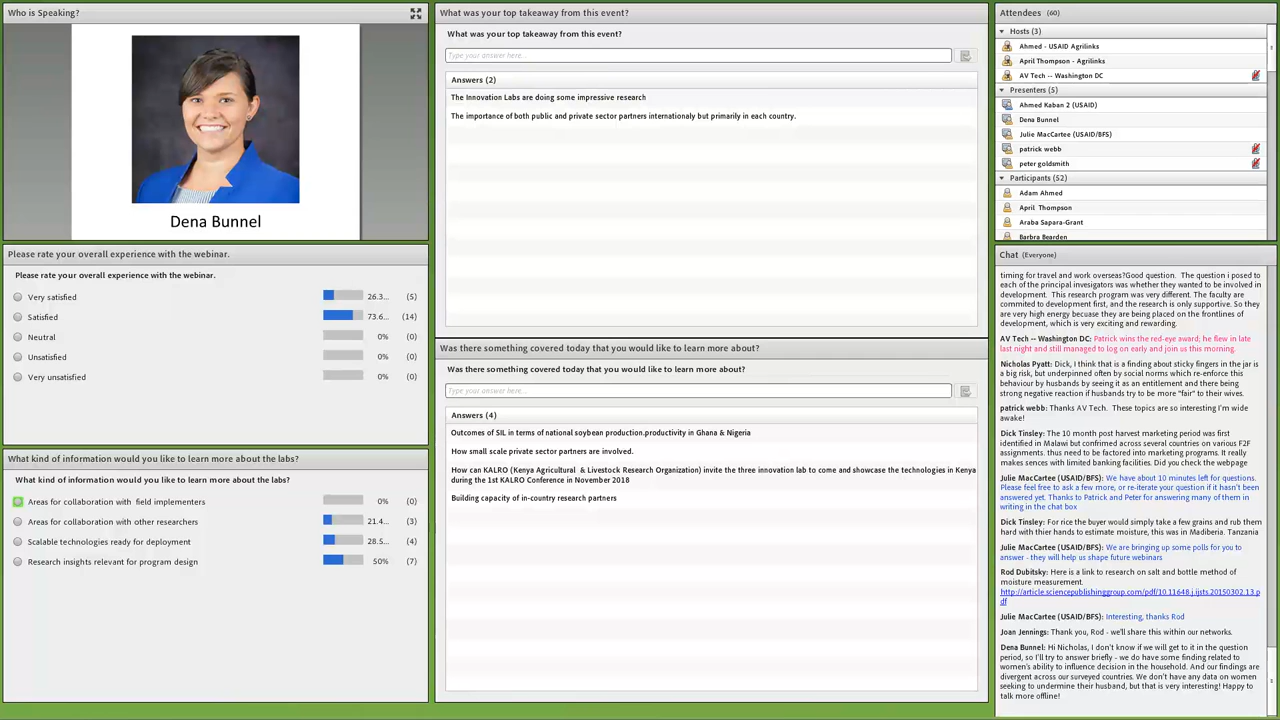 Who is Speaking?
Dena Bunnel
Please rate your overall experience with the webinar.
Please rate your overall experience with the webinar.
Very satisfied 26.3... (5)
Satisfied 73.6... (14)
Neutral 0% (0)
Unsatisfied 0% (0)
Very unsatisfied 0% (0)
What kind of information would you like to learn more about the labs?
What kind of information would you like to learn more about the labs?
Areas for collaboration with field implementers 0% (0)
Areas for collaboration with other researchers 21.4... (3)
Scalable technologies ready for deployment 28.5... (4)
Research insights relevant for program design 50% (7)
What was your top takeaway from this event?
What was your top takeaway from this event?
Type your answer here...
Answers (2)
The Innovation Labs are doing some impressive research
The importance of both public and private sector partners internationaly but primarily in each country.
Was there something covered today that you would like to learn more about?
Was there something covered today that you would like to learn more about?
Type your answer here...
Answers (4)
Outcomes of SIL in terms of national soybean production.productivity in Ghana & Nigeria
How small scale private sector partners are involved.
How can KALRO (Kenya Agricultural & Livestock Research Organization) invite the three innovation lab to come and showcase the technologies in Kenya
during the 1st KALRO Conference in November 2018
Building capacity of in-country research partners
Attendees (60)
Hosts (3)
Ahmed - USAID Agrilinks
April Thompson - Agrilinks
AV Tech -- Washington DC
Presenters (5)
Ahmed Kaban 2 (USAID)
Dena Bunnel
Julie MacCartee (USAID/BFS)
patrick webb
peter goldsmith
Participants (52)
Adam Ahmed
April Thompson
Araba Sapara-Grant
Barbra Bearden
Chat (Everyone)
timing for travel and work overseas?Good question. The question i posed to
each of the principal invesigators was whether they wanted to be involved in
development. This research program was very different. The faculty are
commited to development first, and the research is only supportive. So they
are very high energy becuase they are being placed on the frontlines of
development, which is very exciting and rewarding.
AV Tech -- Washington DC: Patrick wins the red-eye award; he flew in late
last night and still managed to log on early and join us this morning.
Nicholas Pyatt: Dick, I think that is a finding about sticky fingers in the jar is
a big risk, but underpinned often by social norms which re-enforce this
behaviour by husbands by seeing it as an entitlement and there being
strong negative reaction if husbands try to be more "fair" to their wives.
patrick webb: Thanks AV Tech. These topics are so interesting I'm wide
awake!
Dick Tinsley: The 10 month post harvest marketing period was first
identified in Malawi but confrimed across several countries on various F2F
assignments. thus need to be factored into marketing programs. It really
makes sences with limited banking facilities. Did you check the webpage
Julie MacCartee (USAID/BFS): We have about 10 minutes left for questions.
Please feel free to ask a few more, or re-iterate your question if it hasn't been
answered yet. Thanks to Patrick and Peter for answering many of them in
writing in the chat box
Dick Tinsley: For rice the buyer would simply take a few grains and rub them
hard with thier hands to estimate moisture, this was in Madiberia. Tanzania
Julie MacCartee (USAID/BFS): We are bringing up some polls for you to
answer - they will help us shape future webinars
Rod Dubitsky: Here is a link to research on salt and bottle method of
moisture measurement.
http://article.sciencepublishinggroup.com/pdf/10.11648.j.ijsts.20150302.13.p
df
Julie MacCartee (USAID/BFS): Interesting, thanks Rod
Joan Jennings: Thank you, Rod - we'll share this within our networks.
Dena Bunnel: Hi Nicholas, I don't know if we will get to it in the question
period, so I'll try to answer briefly - we do have some finding related to
women's ability to influence decision in the household. And our findings are
divergent across our surveyed countries. We don't have any data on women
seeking to undermine their husband, but that is very interesting! Happy to
talk more offline!